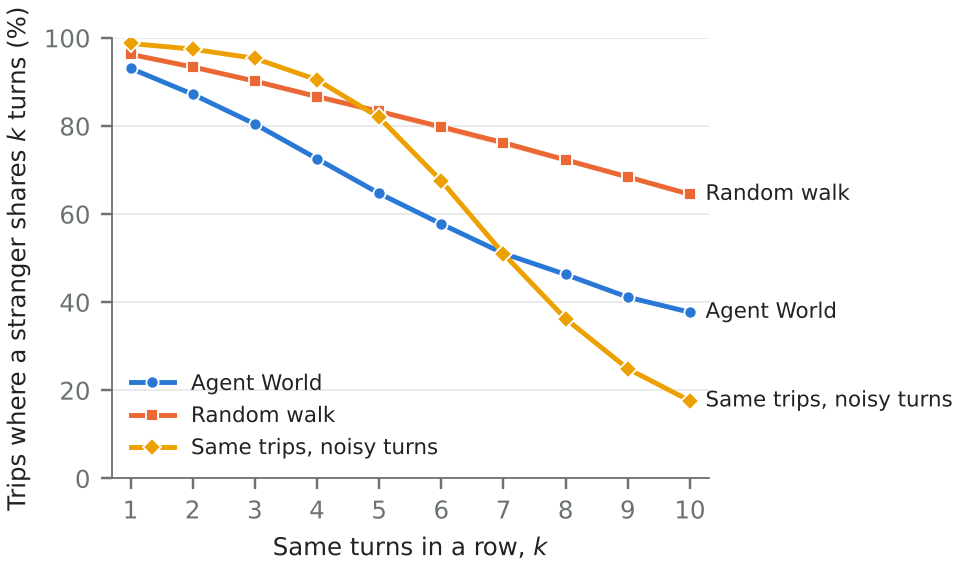 Trips where a stranger shares k turns (%)
100
80
60
40
20
0
Random walk
Agent World
Same trips, noisy turns
Agent World
Random walk
Same trips, noisy turns
1 2 3 4 5 6 7 8 9 10
Same turns in a row, k